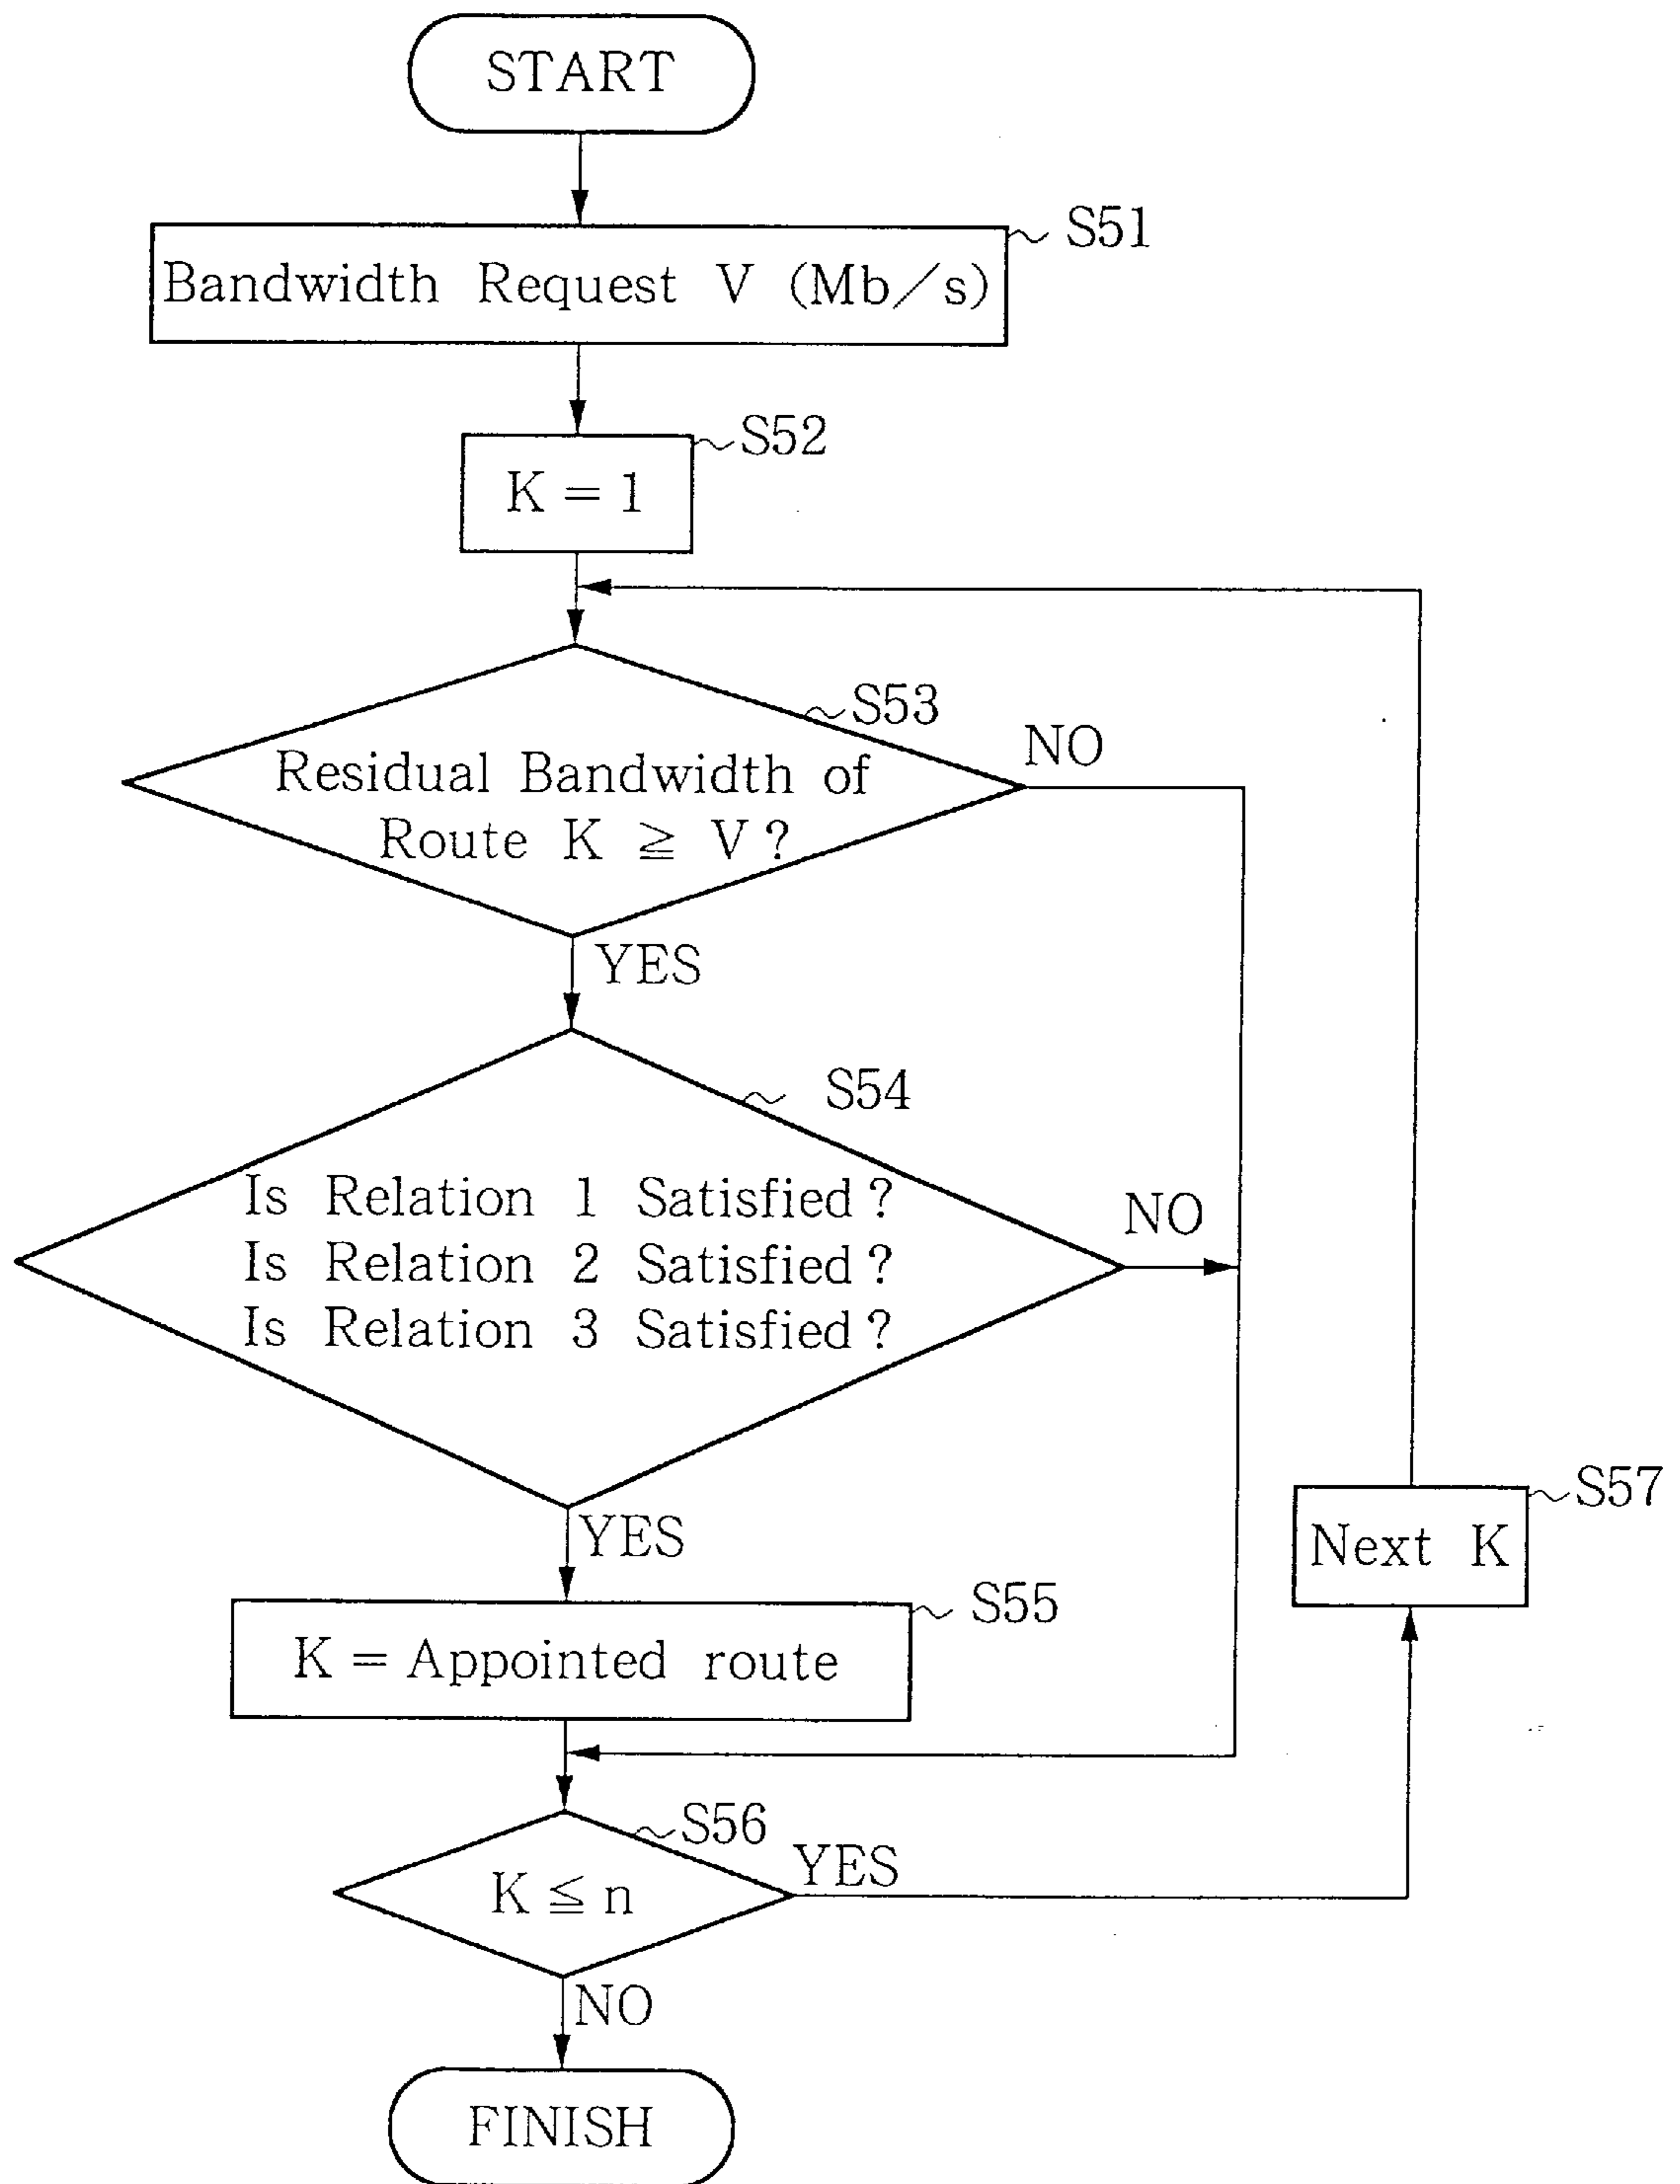 START
S51
Bandwidth Request V (Mb/s)
S52
K = 1
S53
NO
Residual Bandwidth of
Route K ≧ V?
YES
S54
Is Relation 1 Satisfied?
NO
Is Relation 2 Satisfied?
Is Relation 3 Satisfied?
S57
YES
Next K
S55
K = Appointed route
S56
YES
K ≦ n
NO
FINISH